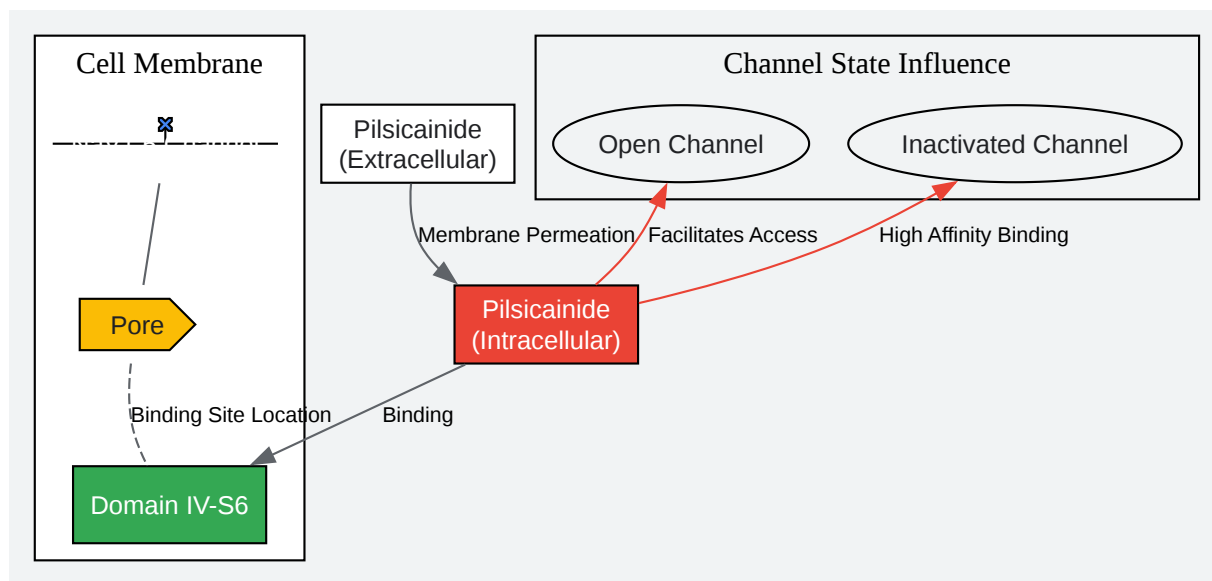 Cell Membrane
Channel State Influence
Pilsicainide
(Extracellular)
Open Channel
Inactivated Channel
Membrane Permeation
Facilitates Access
High Affinity Binding
Pilsicainide
(Intracellular)
Pore
Binding Site Location
Binding
Domain IV-S6